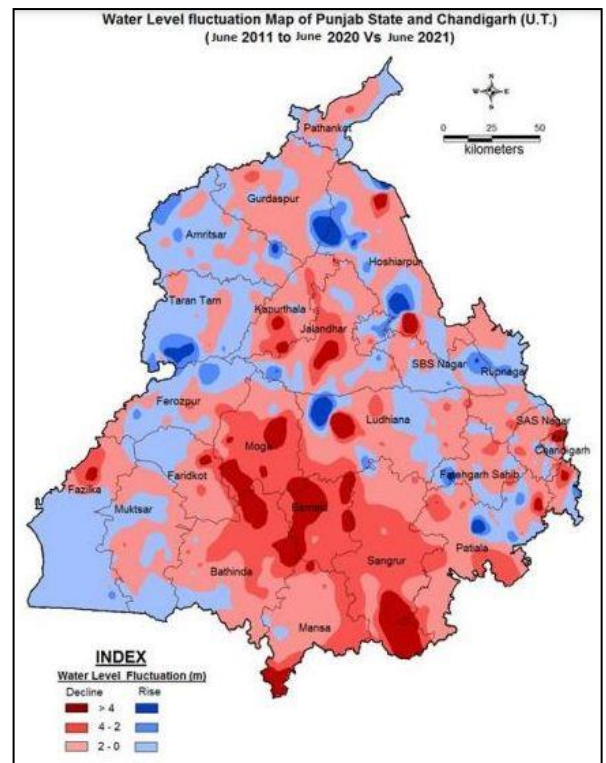 Water Level fluctuation Map of Punjab State and Chandigarh (U.T.)
(June 2011 to June 2020 Vs June 2021)
N
W E
S
0 25 50
kilometers
Pathankot
Gurdaspur
Amritsar
Hoshiarpur
Taran Tarn
Kapurthala
Jalandhar
SBS Nagar
Rupnagar
Ferozpur
Ludhiana
SAS Nagar
Moga
Chandigarh
Faridkot
Fatehgarh Sahib
Fazilka
Muktsar
Barnala
Patiala
Sangrur
Bathinda
Mansa
INDEX
Water Level Fluctuation (m)
Decline Rise
> 4
4 - 2
2 - 0